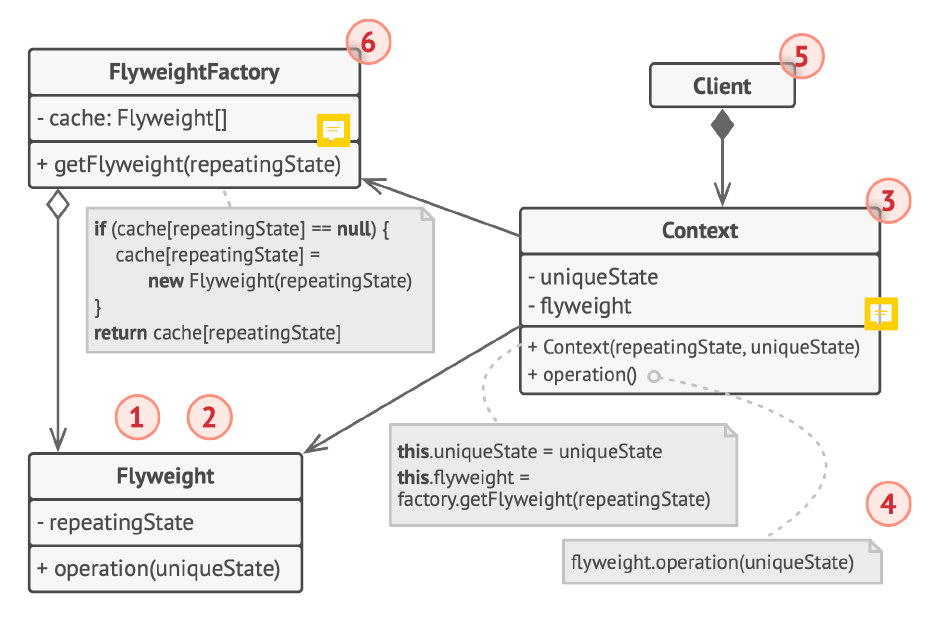 6
FlyweightFactory
- cache: Flyweight[]
+ getFlyweight(repeatingState)
if (cache[repeatingState] == null) {
cache[repeatingState] =
new Flyweight(repeatingState)
}
return cache[repeatingState]
5
Client
3
Context
- uniqueState
- flyweight
+ Context(repeatingState, uniqueState)
+ operation()
1
2
Flyweight
- repeatingState
+ operation(uniqueState)
this.uniqueState = uniqueState
this.flyweight =
factory.getFlyweight(repeatingState)
4
flyweight.operation(uniqueState)